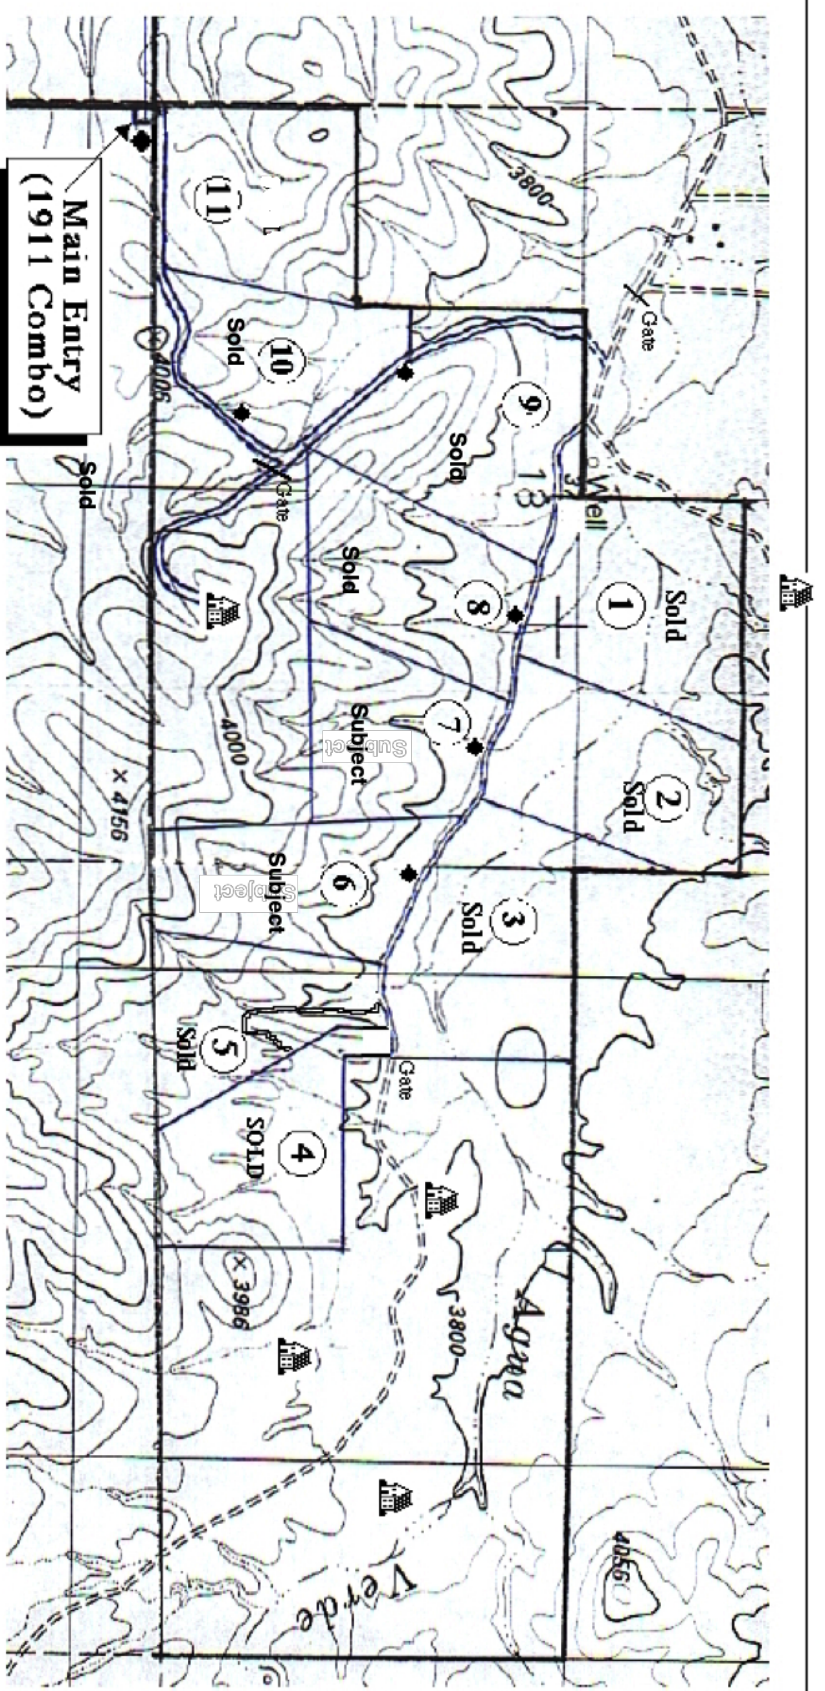 Main Entry
(1911 Combo)
11
3800
Gate
10
Sold
4006
9
Sold
18
Well
37
Gate
Sold
Sold
8
1
Sold
4000
7
Subject
Subject
2
Sold
× 4156
6
Subject
Subject
3
Sold
5
Sold
Gate
4
SOLD
× 3986
3800
Agua
Verde
4056